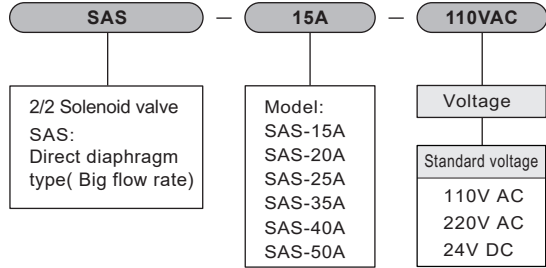 SAS – 15A – 110VAC
2/2 Solenoid valve
SAS:
Direct diaphragm
type( Big flow rate)
Model:
SAS-15A
SAS-20A
SAS-25A
SAS-35A
SAS-40A
SAS-50A
Voltage
Standard voltage
110V AC
220V AC
24V DC